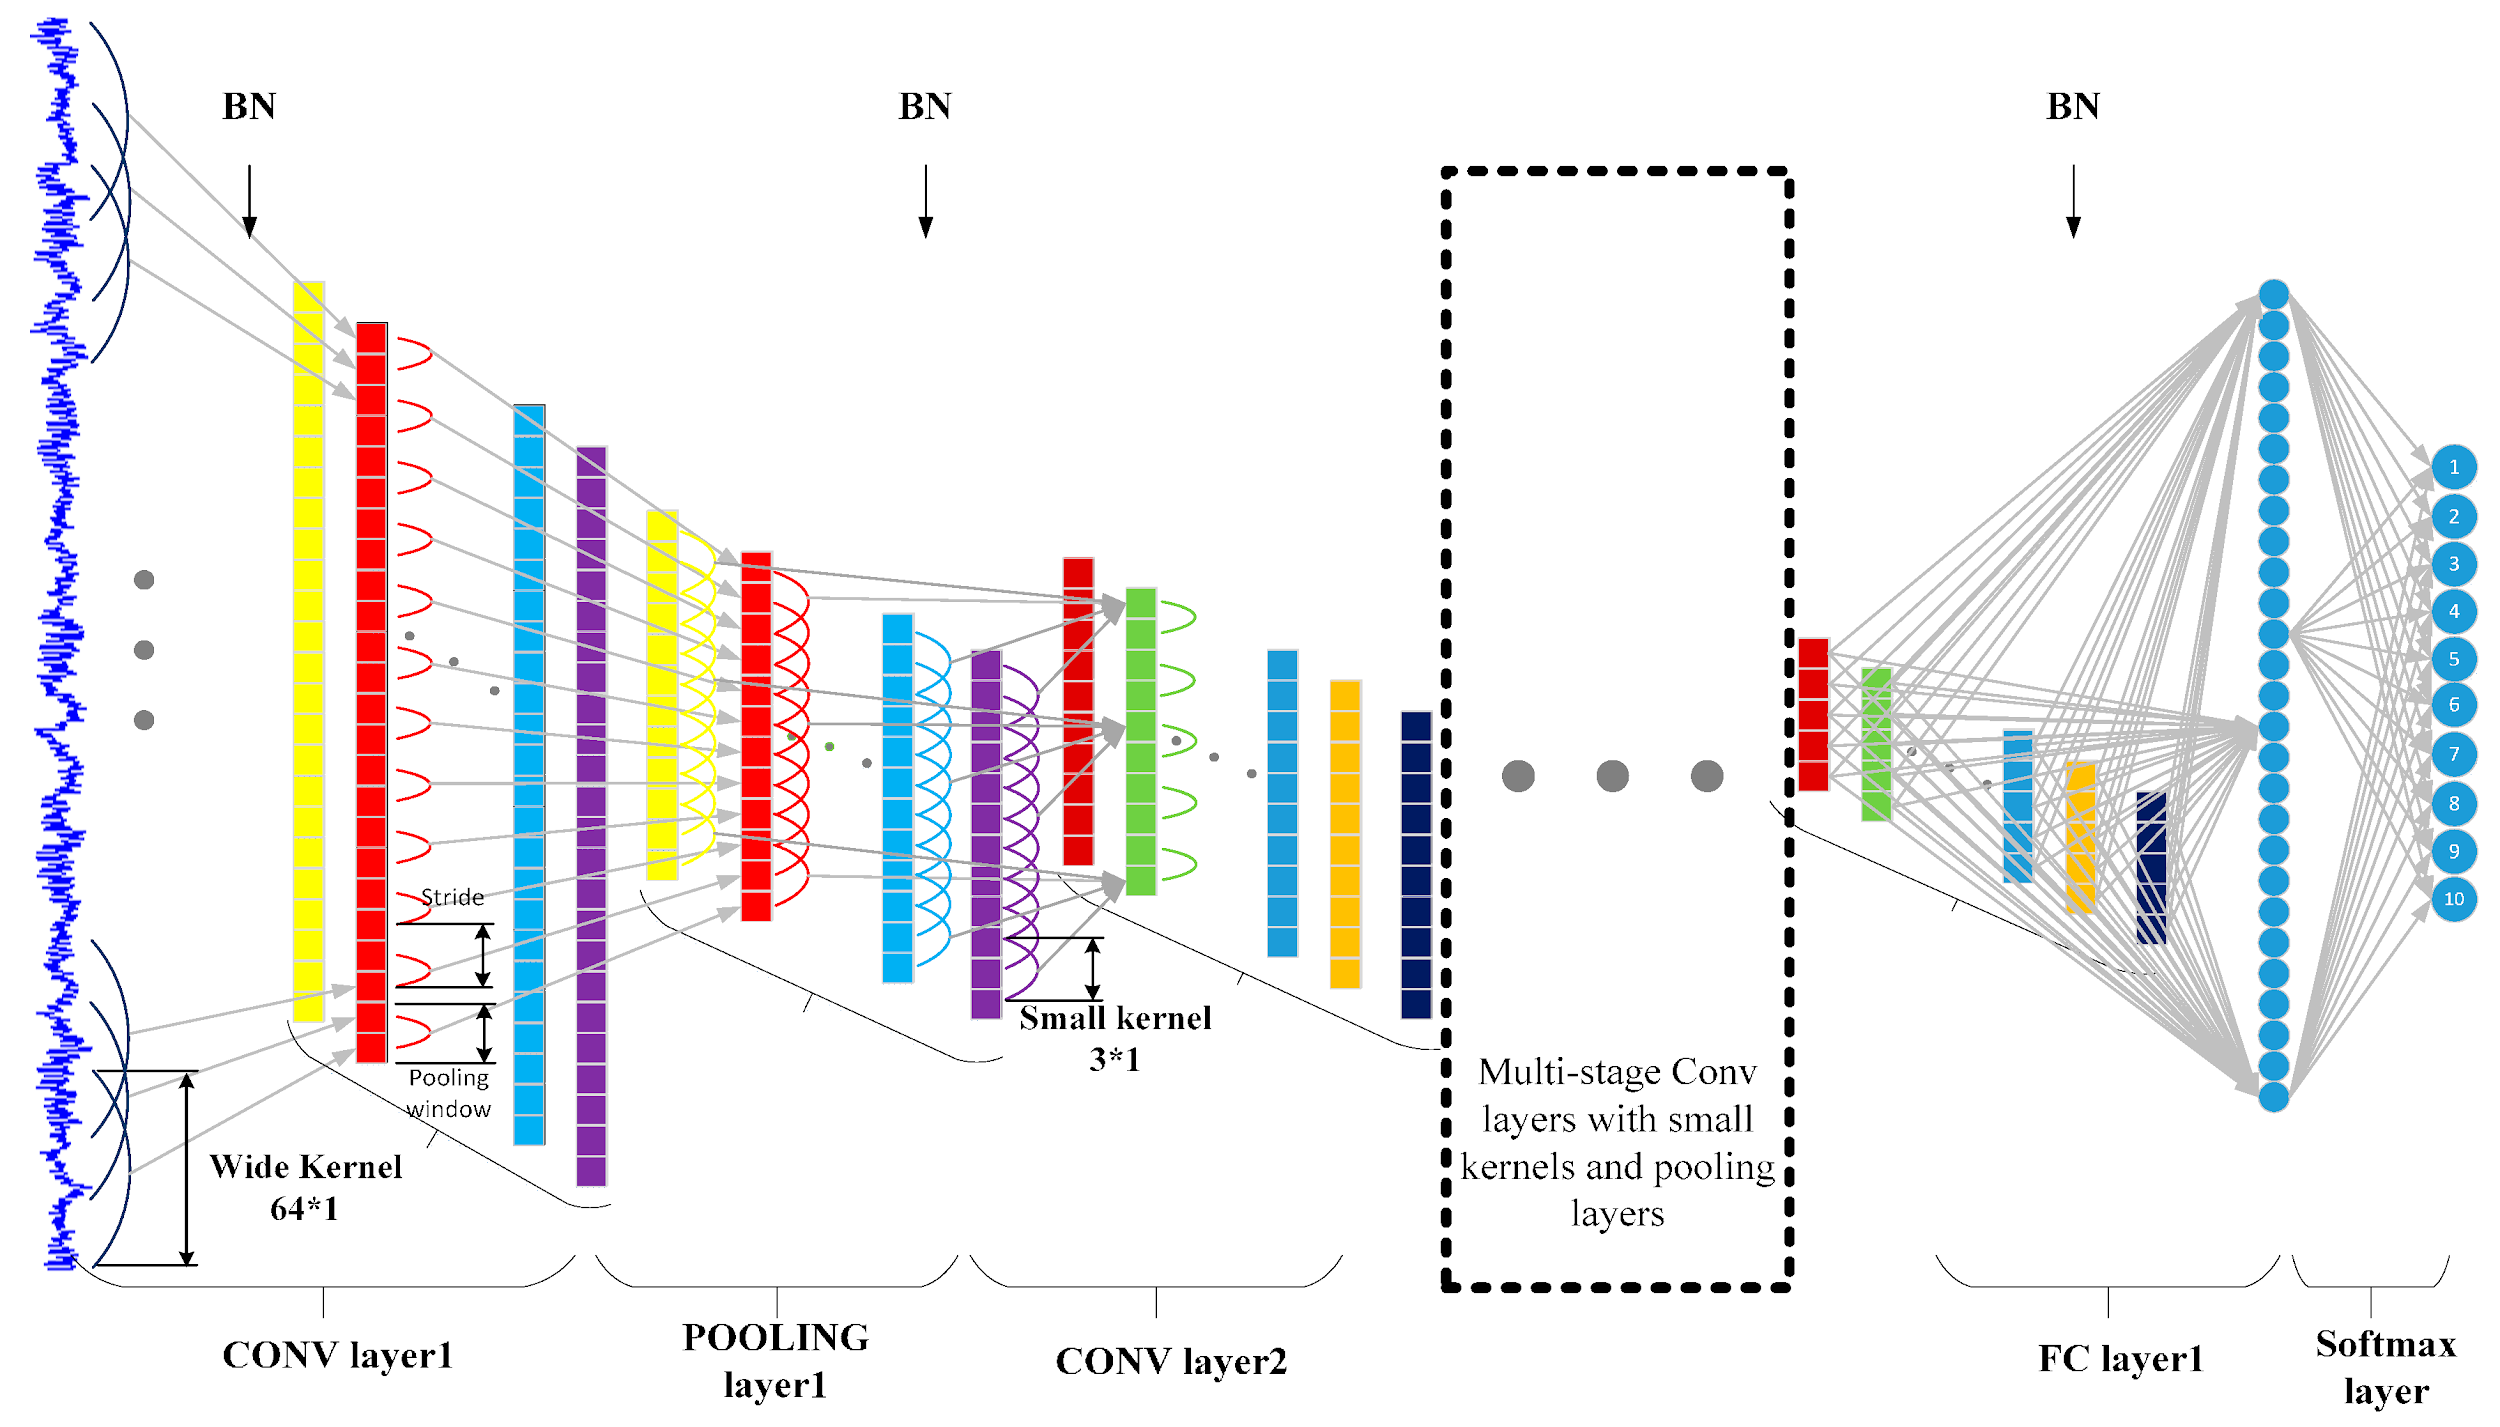 BN
BN
BN
1
2
3
4
5
6
7
8
9
10
Stride
Pooling
window
Small kernel
3*1
Wide Kernel
64*1
Multi-stage Conv
layers with small
kernels and pooling
layers
CONV layer1
POOLING
layer1
CONV layer2
FC layer1
Softmax
layer